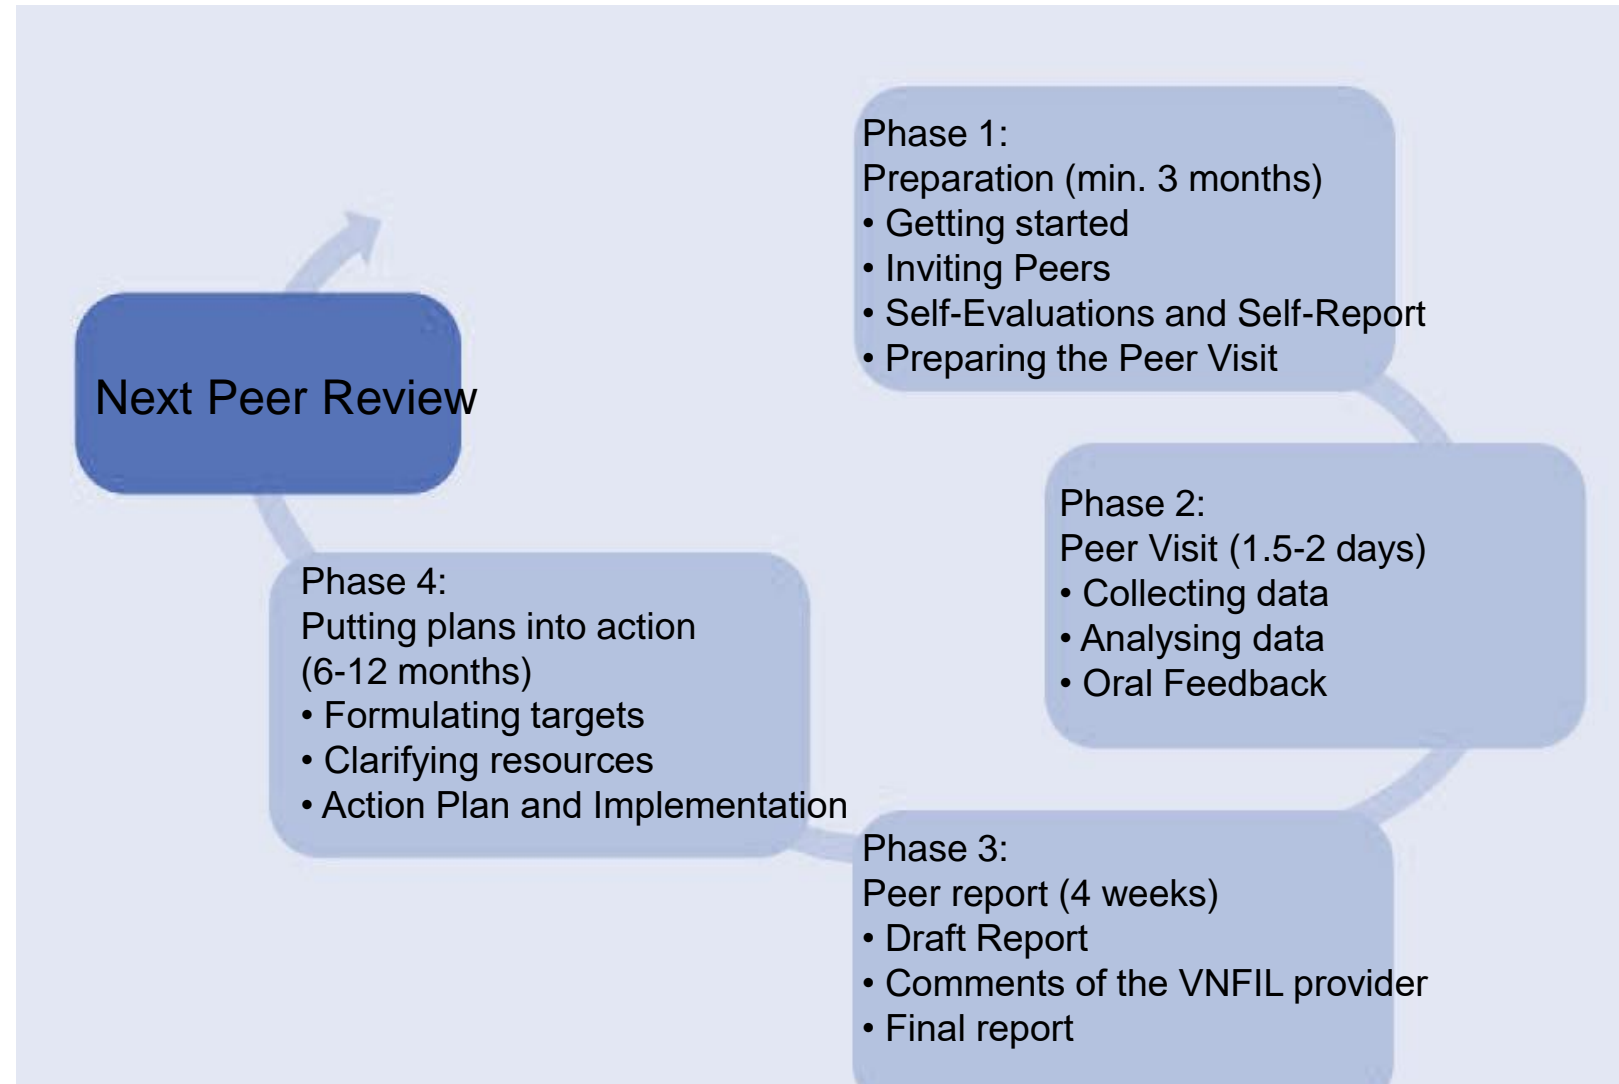 Phase 1:
Preparation (min. 3 months)
• Getting started
• Inviting Peers
• Self-Evaluations and Self-Report
• Preparing the Peer Visit
Phase 2:
Peer Visit (1.5-2 days)
• Collecting data
• Analysing data
• Oral Feedback
Phase 3:
Peer report (4 weeks)
• Draft Report
• Comments of the VNFIL provider
• Final report
Phase 4:
Putting plans into action
(6-12 months)
• Formulating targets
• Clarifying resources
• Action Plan and Implementation
Next Peer Review